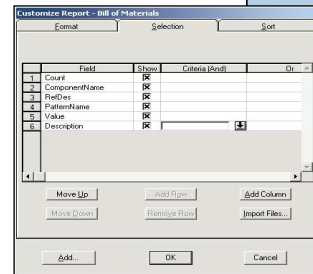 Customize Report - Bill of Materials
Format Selection Sort
Field Show Criteria (And) Or
1 Count
2 ComponentName
3 RefDes
4 PatternName
5 Value
6 Description
Move Up Add Row Add Column
Move Down Remove Row Import Files...
Add... OK Cancel